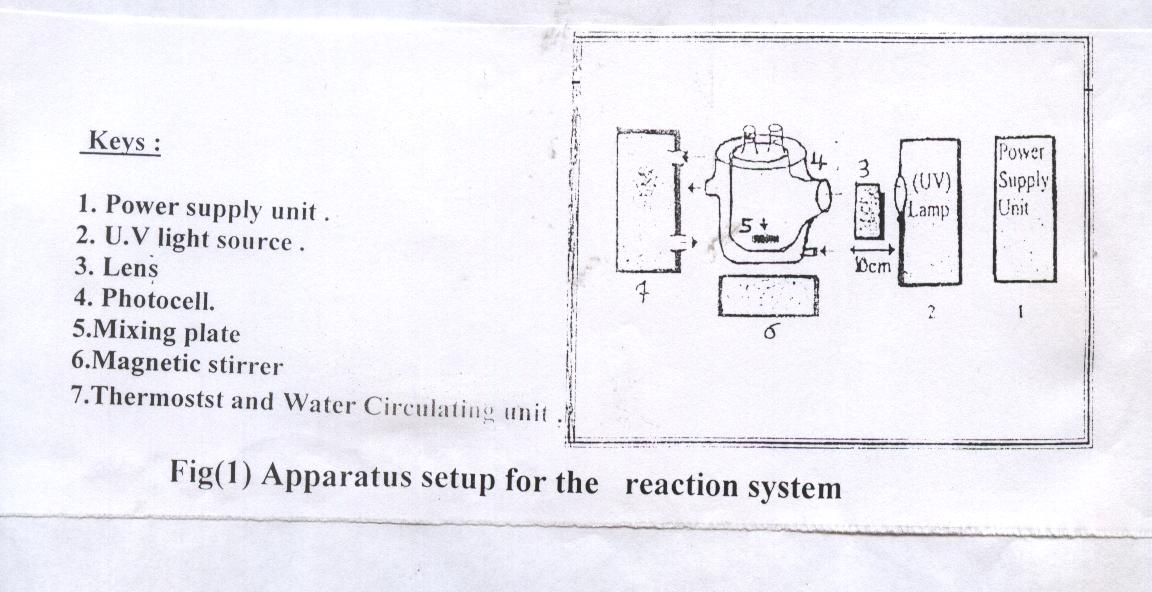 Keys :
1. Power supply unit .
2. U.V light source .
3. Lens
4. Photocell.
5.Mixing plate
6.Magnetic stirrer
7.Thermostst and Water Circulating unit .
7
5
6
4
3
10cm
(UV)
Lamp
2
Power
Supply
Unit
1
Fig(1) Apparatus setup for the reaction system